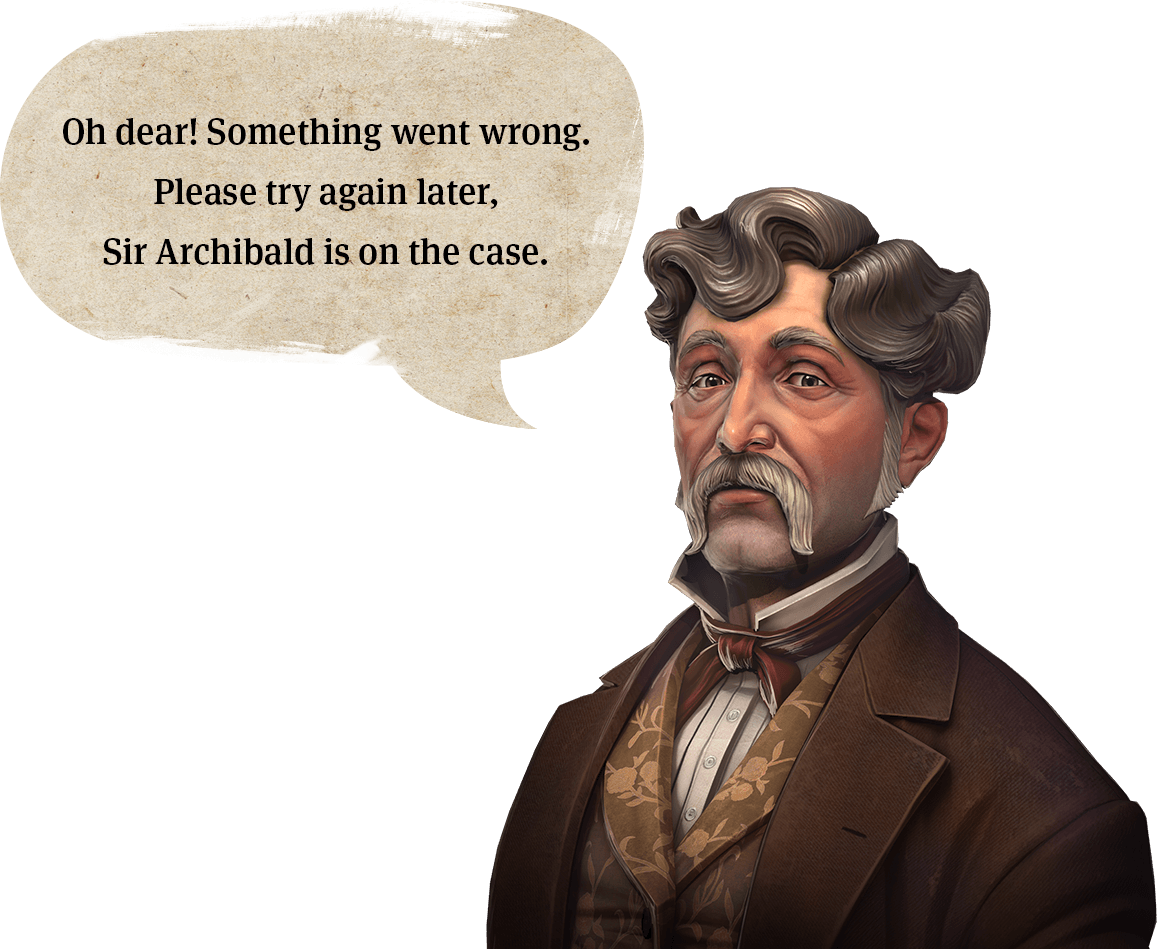 Oh dear! Something went wrong.
Please try again later,
Sir Archibald is on the case.